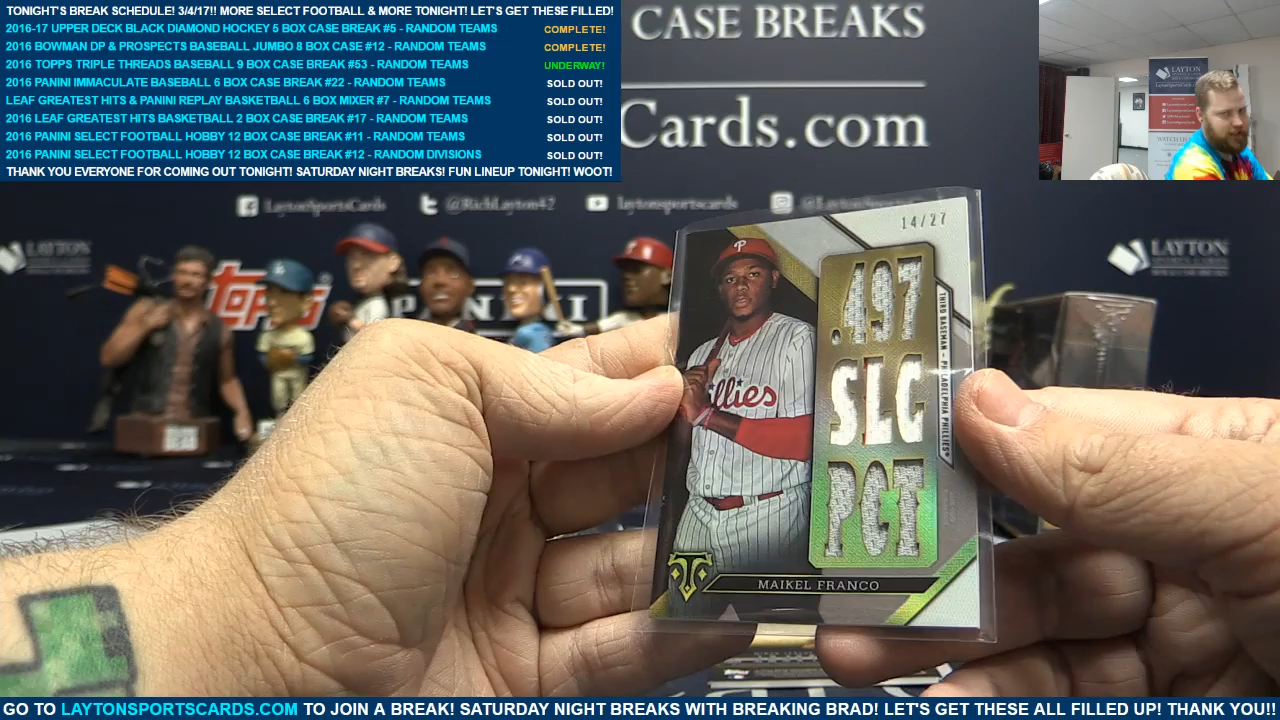 TONIGHT'S BREAK SCHEDULE! 3/4/17!! MORE SELECT FOOTBALL & MORE TONIGHT! LET'S GET THESE FILLED!
2016-17 UPPER DECK BLACK DIAMOND HOCKEY 5 BOX CASE BREAK #5 - RANDOM TEAMS COMPLETE!
2016 BOWMAN DP & PROSPECTS BASEBALL JUMBO 8 BOX CASE #12 - RANDOM TEAMS COMPLETE!
2016 TOPPS TRIPLE THREADS BASEBALL 9 BOX CASE BREAK #53 - RANDOM TEAMS UNDERWAY!
2016 PANINI IMMACULATE BASEBALL 6 BOX CASE BREAK #22 - RANDOM TEAMS SOLD OUT!
LEAF GREATEST HITS & PANINI REPLAY BASKETBALL 6 BOX MIXER #7 - RANDOM TEAMS SOLD OUT!
2016 LEAF GREATEST HITS BASKETBALL 2 BOX CASE BREAK #17 - RANDOM TEAMS SOLD OUT!
2016 PANINI SELECT FOOTBALL HOBBY 12 BOX CASE BREAK #11 - RANDOM TEAMS SOLD OUT!
2016 PANINI SELECT FOOTBALL HOBBY 12 BOX CASE BREAK #12 - RANDOM DIVISIONS SOLD OUT!
THANK YOU EVERYONE FOR COMING OUT TONIGHT! SATURDAY NIGHT BREAKS! FUN LINEUP TONIGHT! WOOT!
CASE BREAKS
Cards.com
LaytonSportsCards @RichLayton42 laytonsportscards
LAYTON
TOPPS
PANINI
LAYTON
LAYTON
14/27
P
Phillies
.497
SLG
PCT
THIRD BASEMAN - PHILADELPHIA PHILLIES®
MAIKEL FRANCO
GO TO LAYTONSPORTSCARDS.COM TO JOIN A BREAK! SATURDAY NIGHT BREAKS WITH BREAKING BRAD! LET'S GET THESE ALL FILLED UP! THANK YOU!!